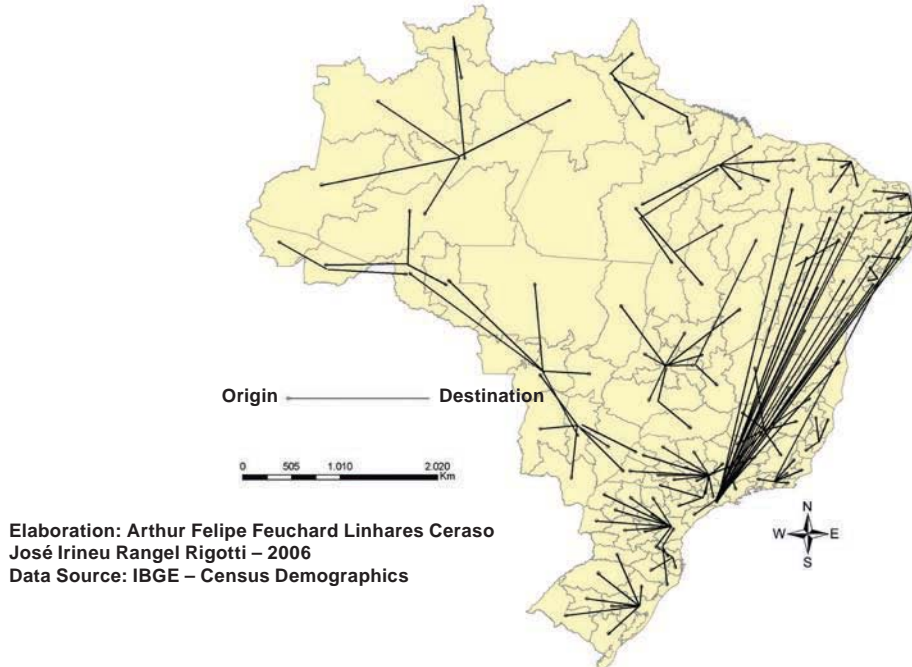 Origin Destination
0 505 1.010 2.020
Km
Elaboration: Arthur Felipe Feuchard Linhares Ceraso
José Irineu Rangel Rigotti – 2006
Data Source: IBGE – Census Demographics
N
W E
S